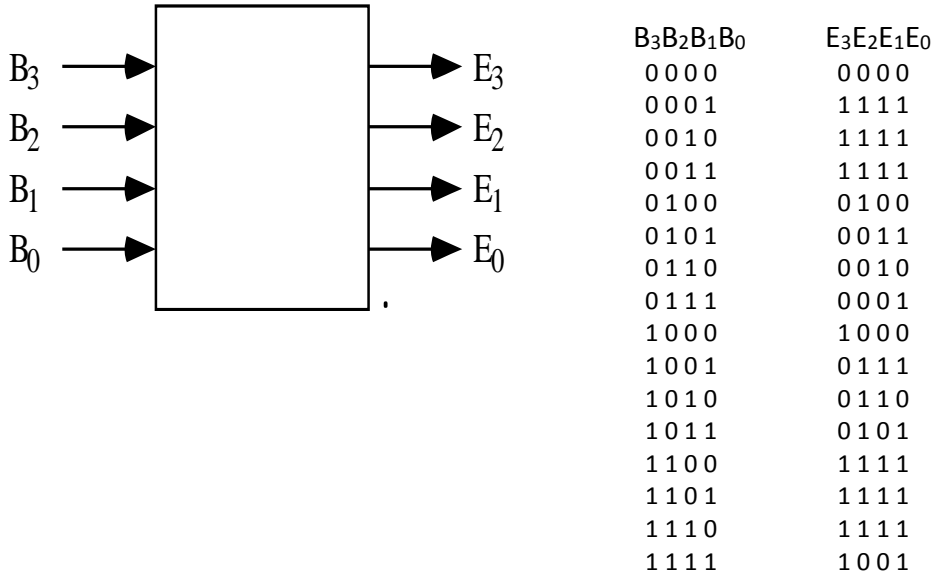 B₃ E₃
B₂ E₂
B₁ E₁
B₀ E₀
.
B₃B₂B₁B₀ E₃E₂E₁E₀
0 0 0 0 0 0 0 0
0 0 0 1 1 1 1 1
0 0 1 0 1 1 1 1
0 0 1 1 1 1 1 1
0 1 0 0 0 1 0 0
0 1 0 1 0 0 1 1
0 1 1 0 0 0 1 0
0 1 1 1 0 0 0 1
1 0 0 0 1 0 0 0
1 0 0 1 0 1 1 1
1 0 1 0 0 1 1 0
1 0 1 1 0 1 0 1
1 1 0 0 1 1 1 1
1 1 0 1 1 1 1 1
1 1 1 0 1 1 1 1
1 1 1 1 1 0 0 1